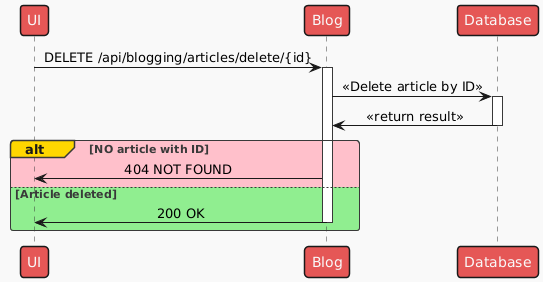 UI
Blog
Database
DELETE /api/blogging/articles/delete/{id}
«Delete article by ID»
«return result»
alt
[NO article with ID]
404 NOT FOUND
[Article deleted]
200 OK
UI
Blog
Database